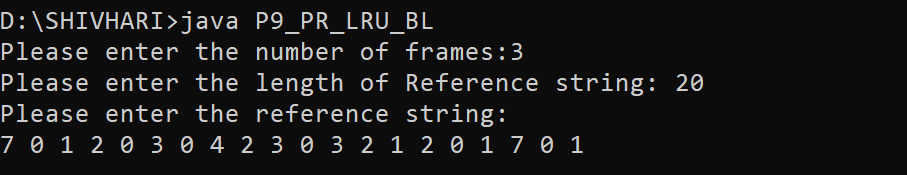 D:\SHIVHARI>java P9_PR_LRU_BL
Please enter the number of frames:3
Please enter the length of Reference string: 20
Please enter the reference string:
7 0 1 2 0 3 0 4 2 3 0 3 2 1 2 0 1 7 0 1